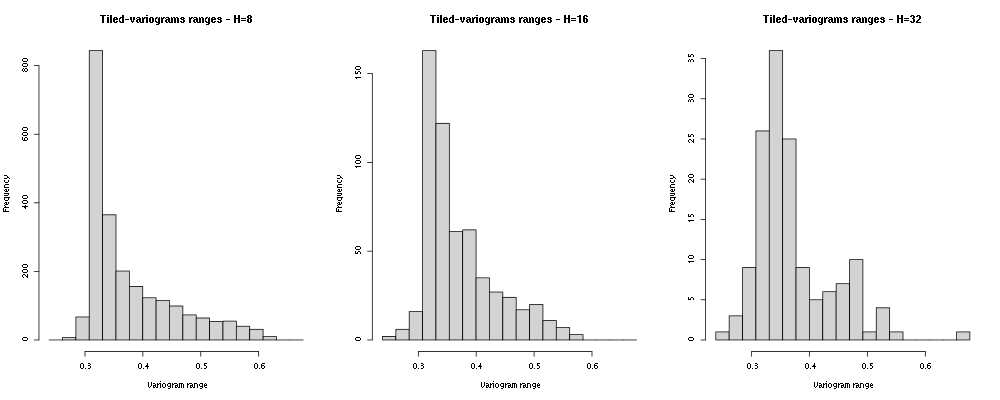 Tiled-variograms ranges - H=8
Frequency
800
600
400
200
0
0.3 0.4 0.5 0.6
Variogram range
Tiled-variograms ranges - H=16
Frequency
150
100
50
0
0.3 0.4 0.5 0.6
Variogram range
Tiled-variograms ranges - H=32
Frequency
35
30
25
20
15
10
5
0
0.3 0.4 0.5 0.6
Variogram range